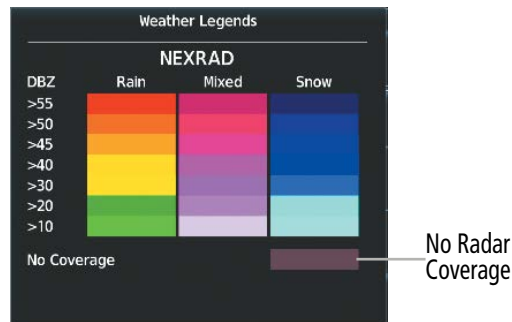 Weather Legends
NEXRAD
DBZ Rain Mixed Snow
>55
>50
>45
>40
>30
>20
>10
No Coverage
No Radar
Coverage